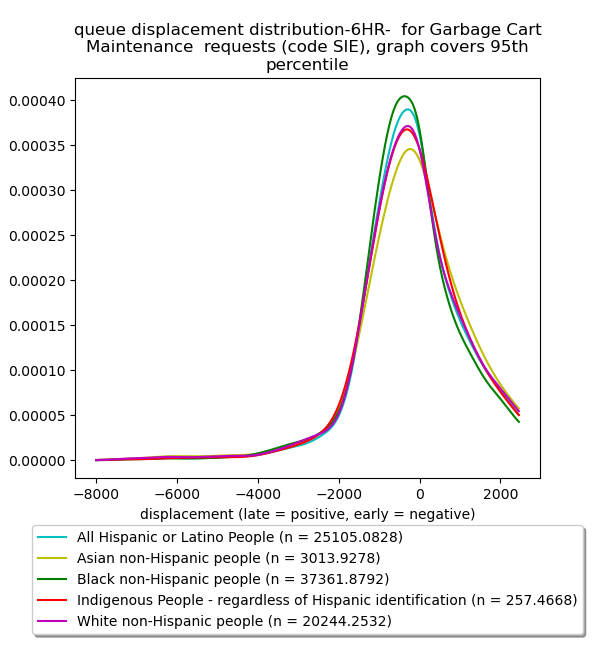 queue displacement distribution-6HR-  for Garbage Cart
Maintenance  requests (code SIE), graph covers 95th
percentile
0.00040
0.00035
0.00030
0.00025
0.00020
0.00015
0.00010
0.00005
0.00000
−8000 −6000 −4000 −2000 0 2000
displacement (late = positive, early = negative)
All Hispanic or Latino People (n = 25105.0828)
Asian non-Hispanic people (n = 3013.9278)
Black non-Hispanic people (n = 37361.8792)
Indigenous People - regardless of Hispanic identification (n = 257.4668)
White non-Hispanic people (n = 20244.2532)